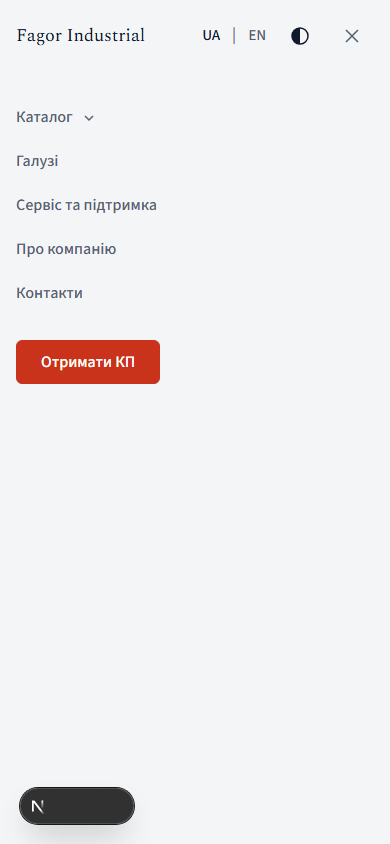 Fagor Industrial
UA | EN
Каталог
Галузі
Сервіс та підтримка
Про компанію
Контакти
Отримати КП
N